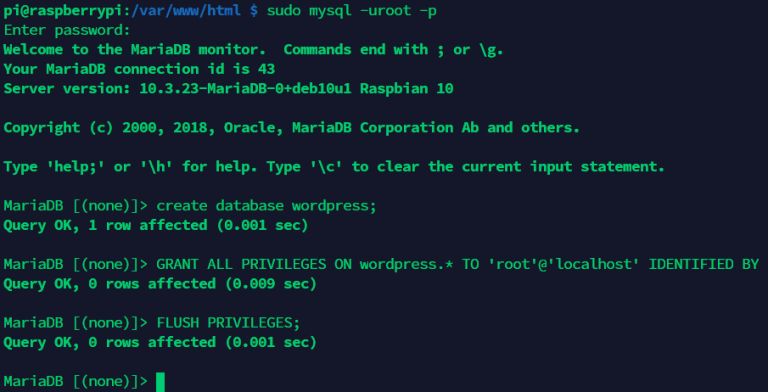 pi@raspberrypi:/var/www/html $ sudo mysql -uroot -p
Enter password:
Welcome to the MariaDB monitor.  Commands end with ; or \g.
Your MariaDB connection id is 43
Server version: 10.3.23-MariaDB-0+deb10u1 Raspbian 10
Copyright (c) 2000, 2018, Oracle, MariaDB Corporation Ab and others.
Type 'help;' or '\h' for help. Type '\c' to clear the current input statement.
MariaDB [(none)]> create database wordpress;
Query OK, 1 row affected (0.001 sec)
MariaDB [(none)]> GRANT ALL PRIVILEGES ON wordpress.* TO 'root'@'localhost' IDENTIFIED BY
Query OK, 0 rows affected (0.009 sec)
MariaDB [(none)]> FLUSH PRIVILEGES;
Query OK, 0 rows affected (0.001 sec)
MariaDB [(none)]>